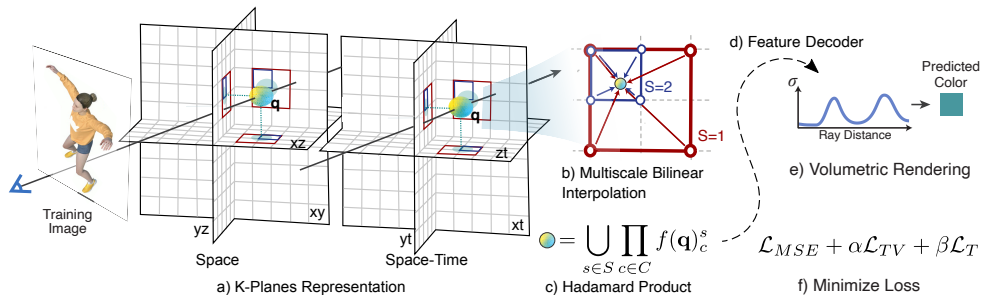 Training
Image
q
xz
xy
yz
Space
q
zt
xt
yt
Space-Time
a) K-Planes Representation
S=2
S=1
b) Multiscale Bilinear
Interpolation
= ⋃_{s∈S} ∏_{c∈C} f(q)_c^s
c) Hadamard Product
d) Feature Decoder
σ
Ray Distance
Predicted
Color
e) Volumetric Rendering
ℒ_{MSE} + αℒ_{TV} + βℒ_T
f) Minimize Loss